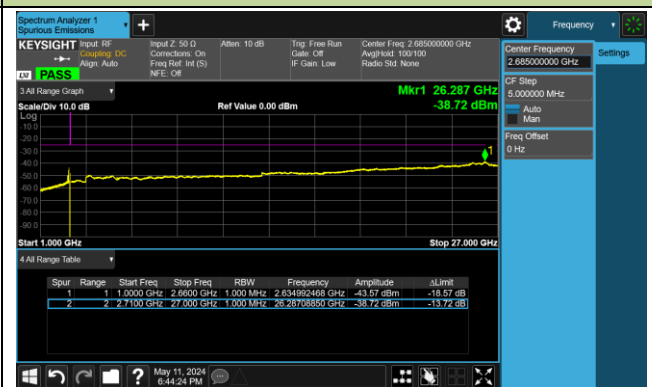 Spectrum Analyzer 1
Spurious Emissions
Frequency
KEYSIGHT
Input: RF
Coupling: DC
Align: Auto
Input Z: 50 Ω
Corrections: On
Freq Ref: Int (S)
NFE: Off
Atten: 10 dB
Trig: Free Run
Gate: Off
IF Gain: Low
Center Freq: 2.685000000 GHz
Avg|Hold: 100/100
Radio Std: None
LXI
PASS
Center Frequency
2.685000000 GHz
Settings
CF Step
5.000000 MHz
Auto
Man
Freq Offset
0 Hz
3 All Range Graph
Mkr1 26.287 GHz
Scale/Div 10.0 dB
Ref Value 0.00 dBm
-38.72 dBm
Log
-10.0
-20.0
-30.0
-40.0
-50.0
-60.0
-70.0
-80.0
-90.0
1
Start 1.000 GHz
Stop 27.000 GHz
4 All Range Table
Spur Range Start Freq Stop Freq RBW Frequency Amplitude ΔLimit
1 1 1.0000 GHz 2.6600 GHz 1.000 MHz 2.634992468 GHz -43.57 dBm -18.57 dB
2 2 2.7100 GHz 27.000 GHz 1.000 MHz 26.28708850 GHz -38.72 dBm -13.72 dB
?
May 11, 2024
6:44:24 PM